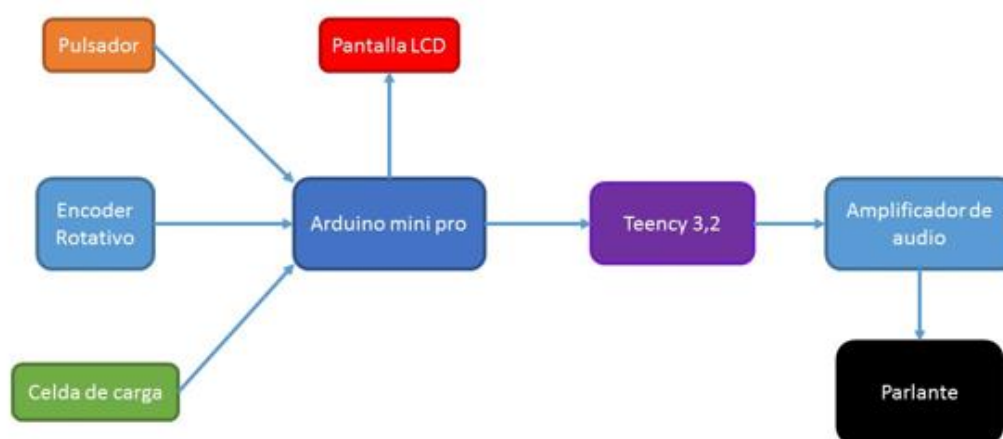 Pulsador
Pantalla LCD
Encoder
Rotativo
Arduino mini pro
Teency 3,2
Amplificador de
audio
Celda de carga
Parlante